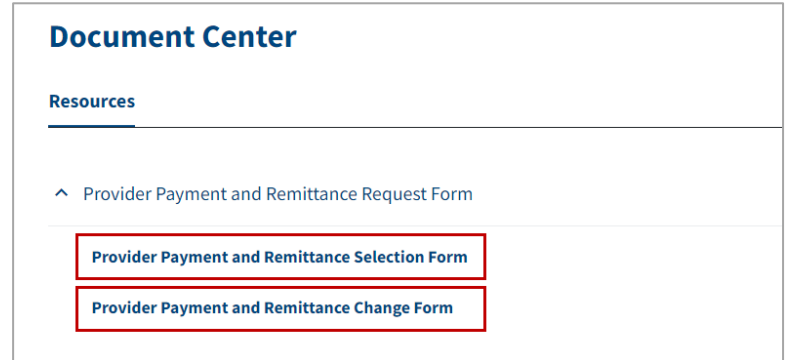 Document Center
Resources
Provider Payment and Remittance Request Form
Provider Payment and Remittance Selection Form
Provider Payment and Remittance Change Form